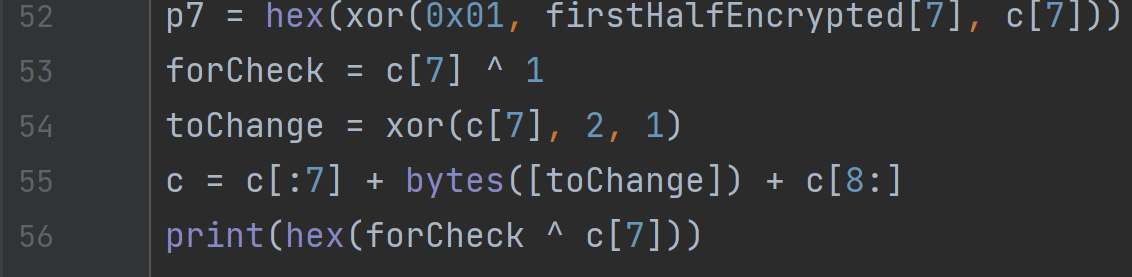 52 p7 = hex(xor(0x01, firstHalfEncrypted[7], c[7]))
53 forCheck = c[7] ^ 1
54 toChange = xor(c[7], 2, 1)
55 c = c[:7] + bytes([toChange]) + c[8:]
56 print(hex(forCheck ^ c[7]))